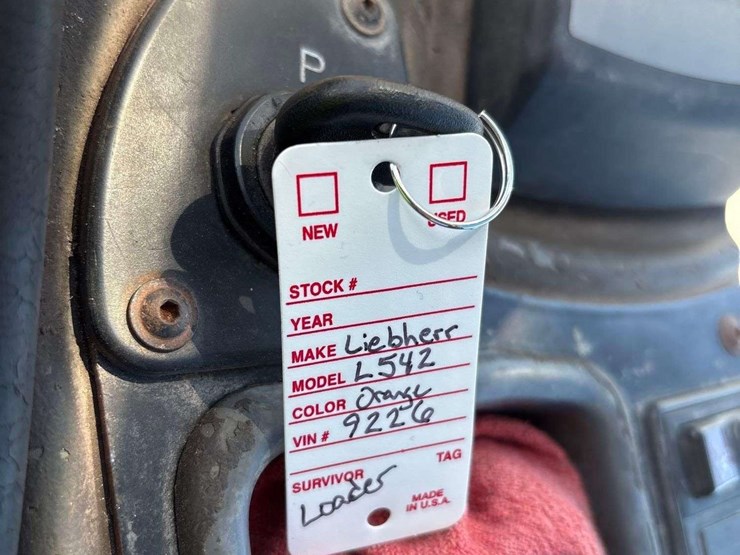 P
NEW USED
STOCK #
YEAR
MAKE Liebherr
MODEL L542
COLOR Orange
VIN # 9226
SURVIVOR TAG
Loader
MADE
IN U.S.A.